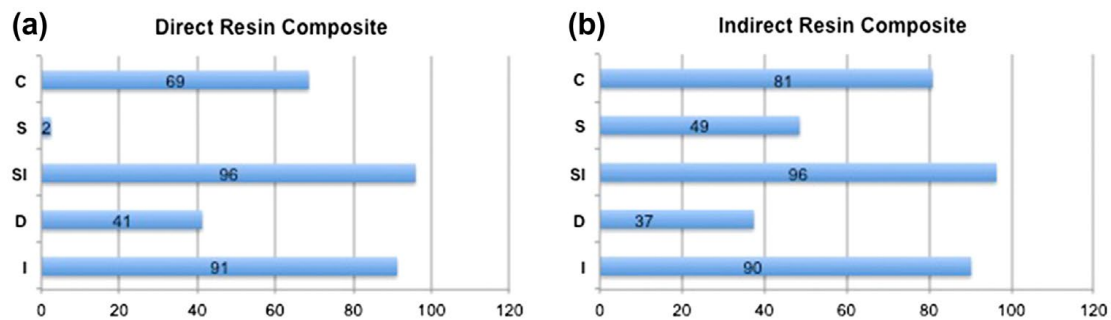 (a) Direct Resin Composite
C 69
S 2
SI 96
D 41
I 91
0 20 40 60 80 100 120
(b) Indirect Resin Composite
C 81
S 49
SI 96
D 37
I 90
0 20 40 60 80 100 120